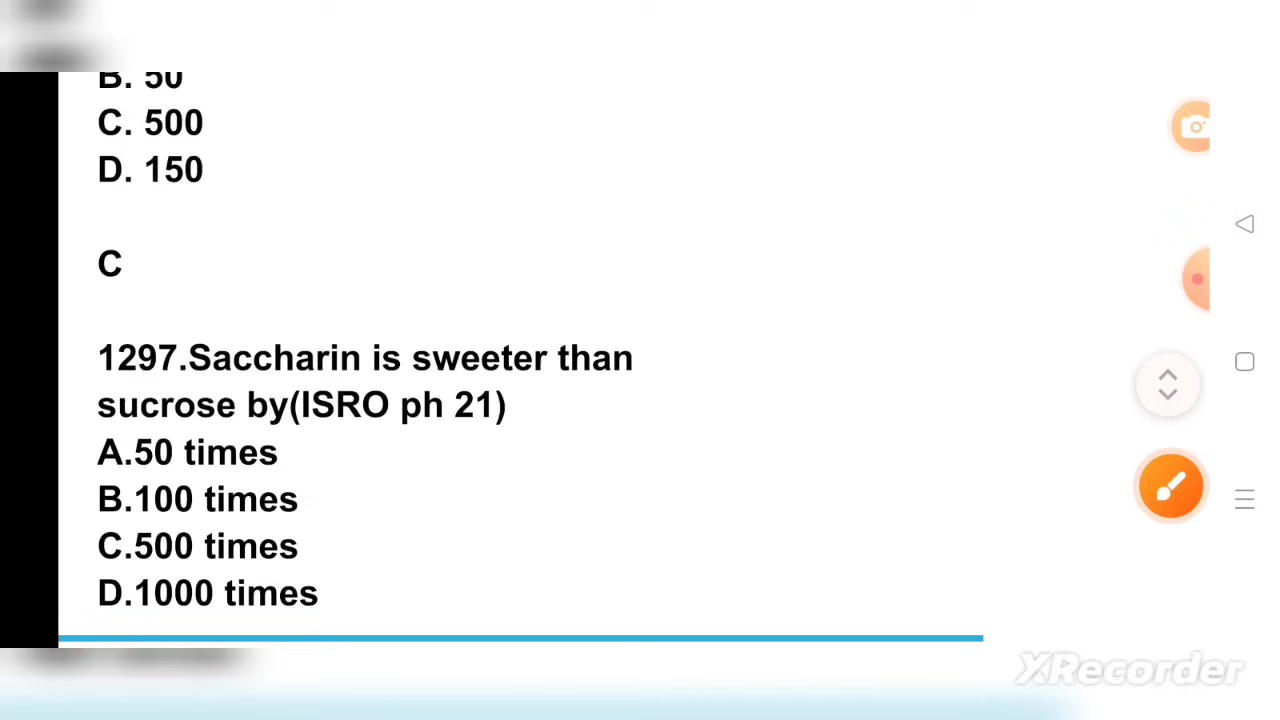 B. 50
C. 500
D. 150
C
1297.Saccharin is sweeter than
sucrose by(ISRO ph 21)
A.50 times
B.100 times
C.500 times
D.1000 times
XRecorder